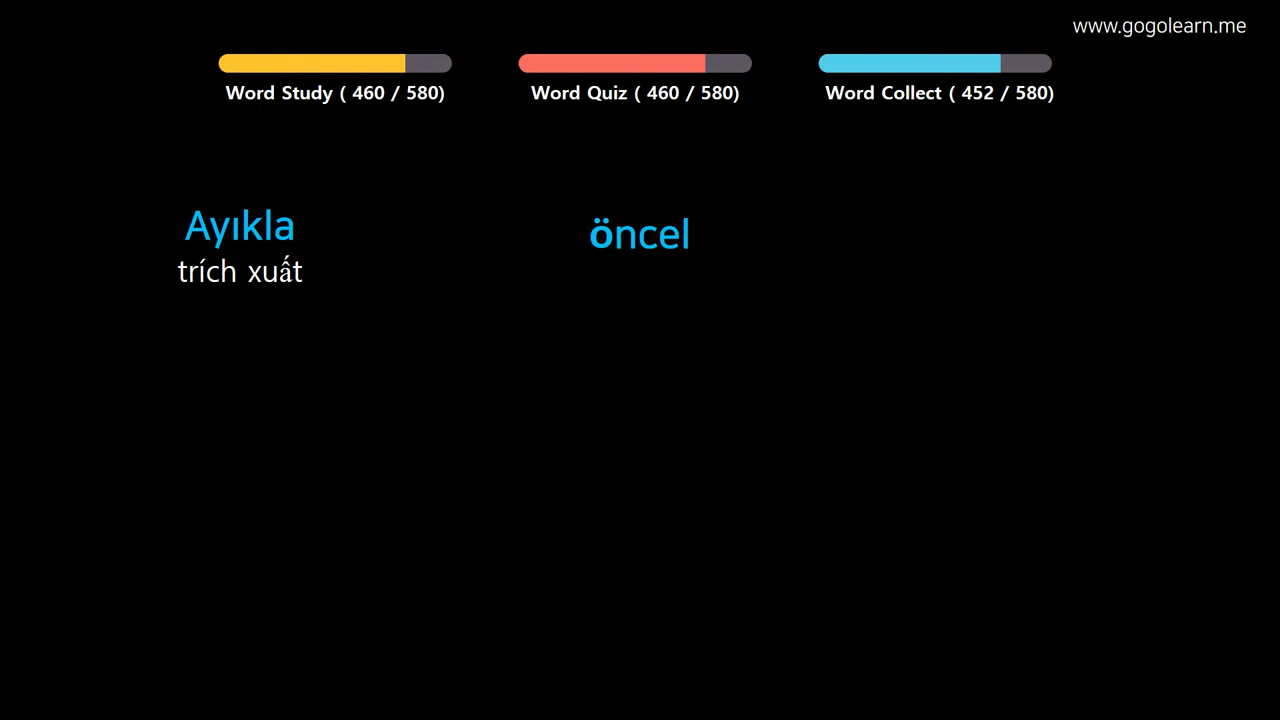 www.gogolearn.me
Word Study ( 460 / 580)
Word Quiz ( 460 / 580)
Word Collect ( 452 / 580)
Ayıkla
trích xuất
öncel